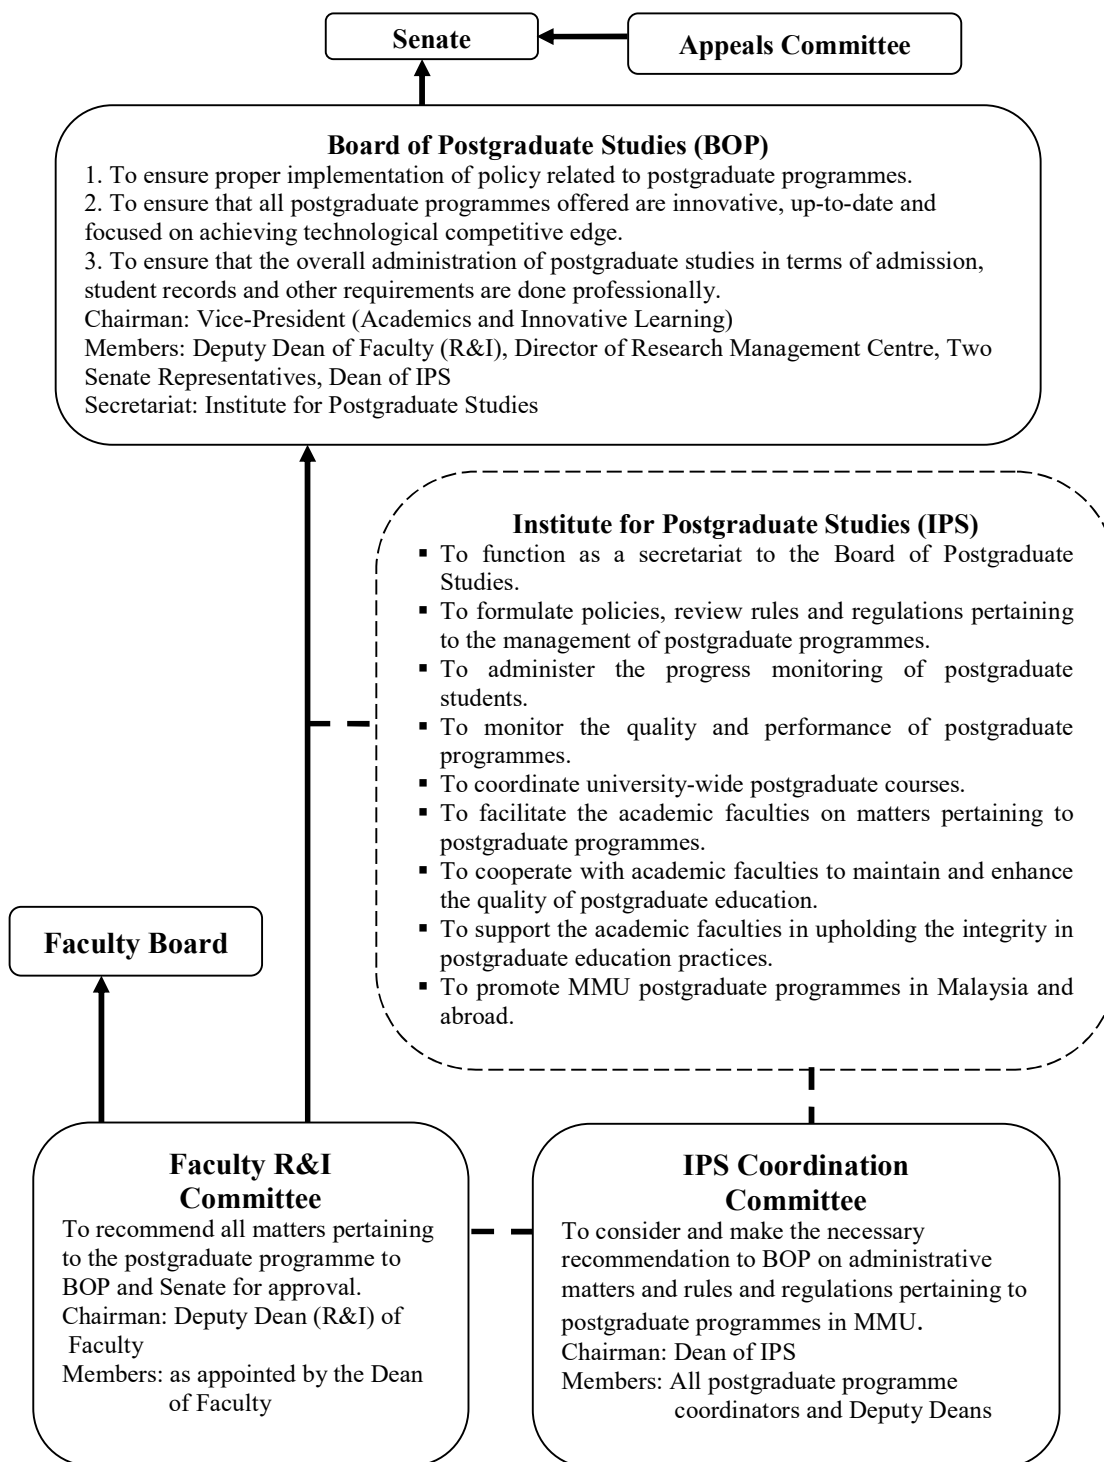 Senate
Appeals Committee
Board of Postgraduate Studies (BOP)
1. To ensure proper implementation of policy related to postgraduate programmes.
2. To ensure that all postgraduate programmes offered are innovative, up-to-date and
focused on achieving technological competitive edge.
3. To ensure that the overall administration of postgraduate studies in terms of admission,
student records and other requirements are done professionally.
Chairman: Vice-President (Academics and Innovative Learning)
Members: Deputy Dean of Faculty (R&I), Director of Research Management Centre, Two
Senate Representatives, Dean of IPS
Secretariat: Institute for Postgraduate Studies
Institute for Postgraduate Studies (IPS)
▪ To function as a secretariat to the Board of Postgraduate
Studies.
▪ To formulate policies, review rules and regulations pertaining
to the management of postgraduate programmes.
▪ To administer the progress monitoring of postgraduate
students.
▪ To monitor the quality and performance of postgraduate
programmes.
▪ To coordinate university-wide postgraduate courses.
▪ To facilitate the academic faculties on matters pertaining to
postgraduate programmes.
▪ To cooperate with academic faculties to maintain and enhance
the quality of postgraduate education.
▪ To support the academic faculties in upholding the integrity in
postgraduate education practices.
▪ To promote MMU postgraduate programmes in Malaysia and
abroad.
Faculty Board
Faculty R&I
Committee
To recommend all matters pertaining
to the postgraduate programme to
BOP and Senate for approval.
Chairman: Deputy Dean (R&I) of
Faculty
Members: as appointed by the Dean
of Faculty
IPS Coordination
Committee
To consider and make the necessary
recommendation to BOP on administrative
matters and rules and regulations pertaining to
postgraduate programmes in MMU.
Chairman: Dean of IPS
Members: All postgraduate programme
coordinators and Deputy Deans